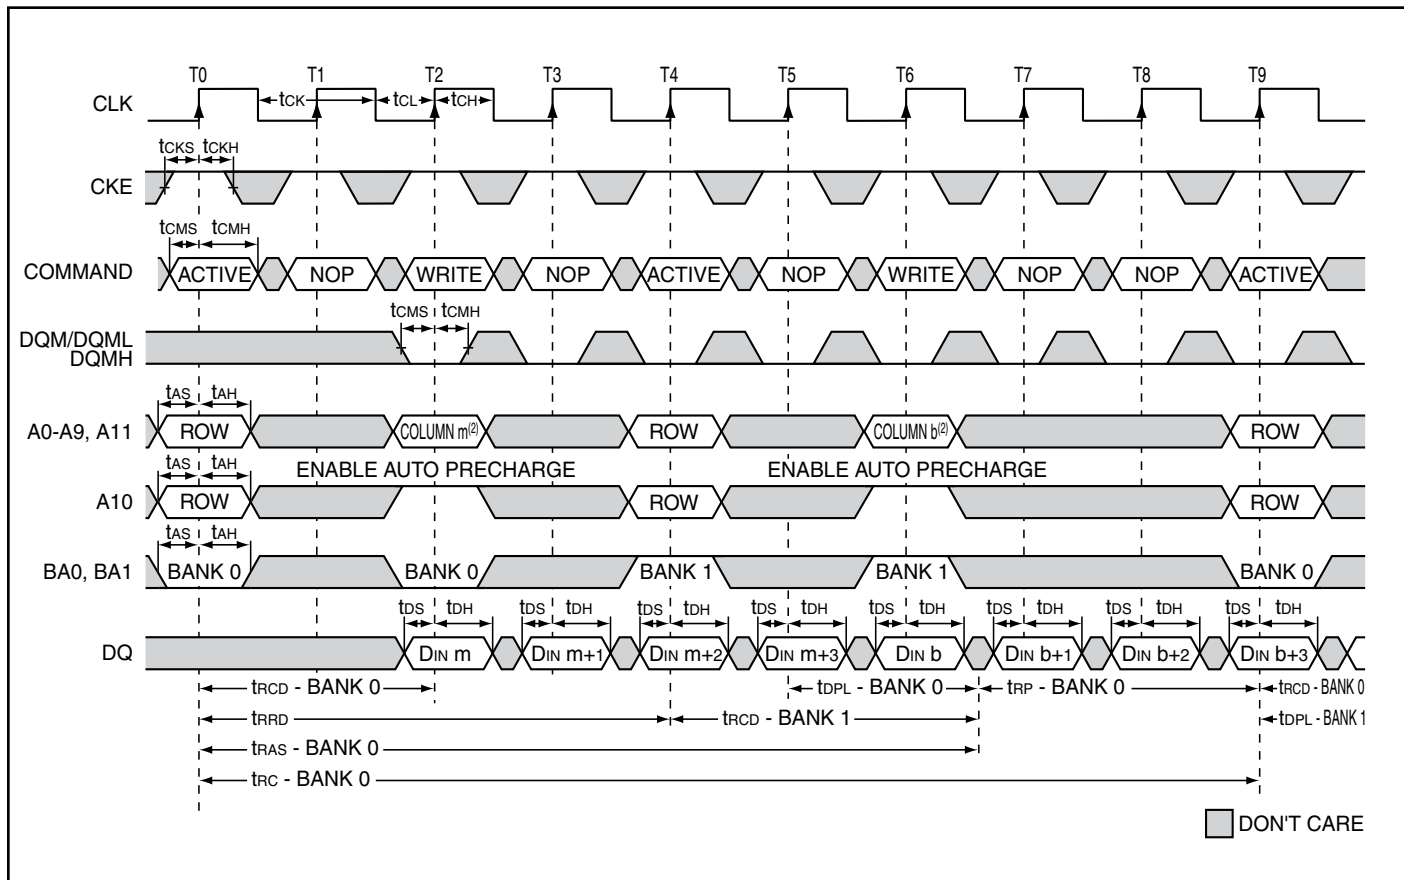 T0 T1 T2 T3 T4 T5 T6 T7 T8 T9
CLK tCK tCL tCH
tCKS tCKH
CKE
tCMS tCMH
COMMAND ACTIVE NOP WRITE NOP ACTIVE NOP WRITE NOP NOP ACTIVE
tCMS tCMH
DQM/DQML
DQMH
tAS tAH
A0-A9, A11 ROW COLUMN m(2) ROW COLUMN b(2) ROW
tAS tAH ENABLE AUTO PRECHARGE ENABLE AUTO PRECHARGE
A10 ROW ROW ROW
tAS tAH
BA0, BA1 BANK 0 BANK 0 BANK 1 BANK 1 BANK 0
tDS tDH tDS tDH tDS tDH tDS tDH tDS tDH tDS tDH tDS tDH tDS tDH
DQ DIN m DIN m+1 DIN m+2 DIN m+3 DIN b DIN b+1 DIN b+2 DIN b+3
tRCD - BANK 0 tDPL - BANK 0 tRP - BANK 0 tRCD - BANK 0
tRRD tRCD - BANK 1 tDPL - BANK 1
tRAS - BANK 0
tRC - BANK 0
DON'T CARE